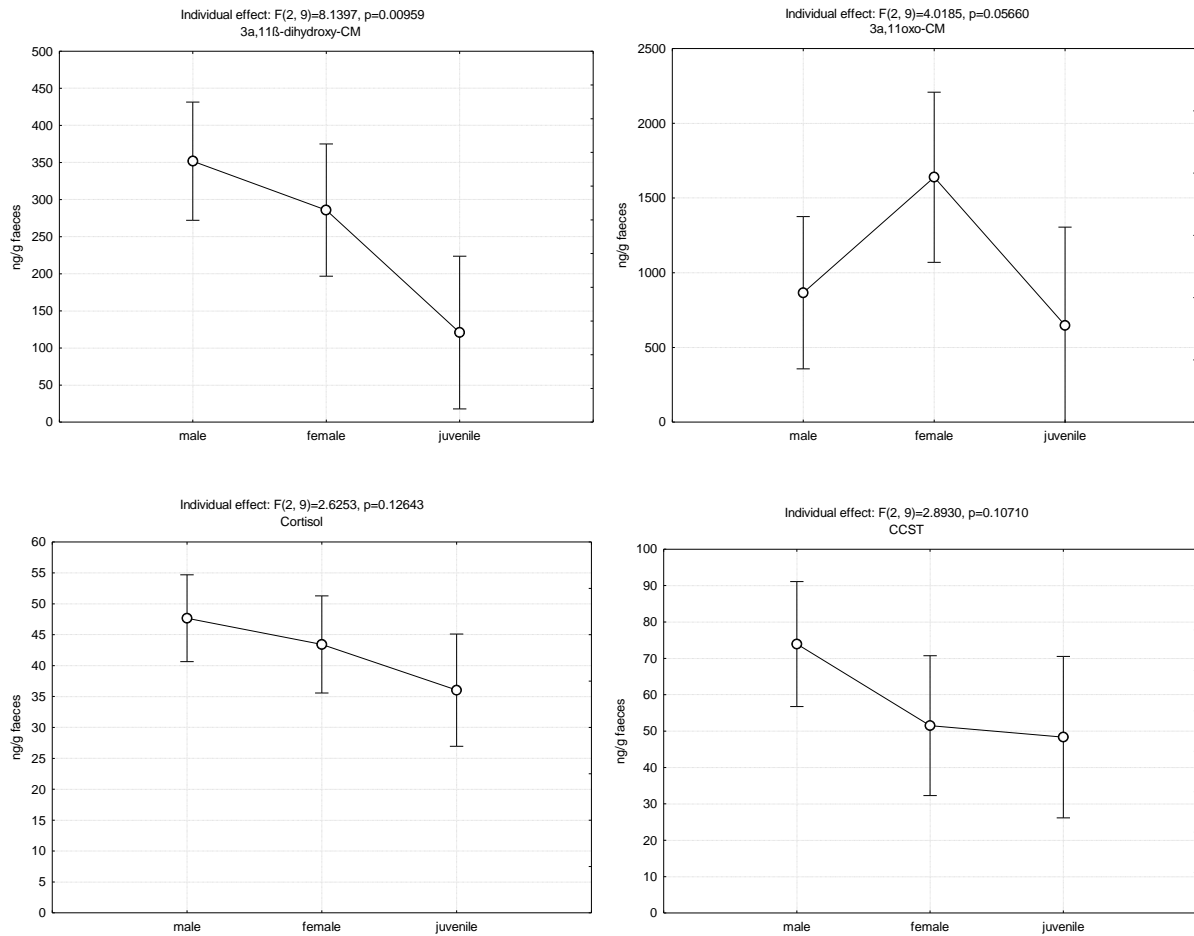 Individual effect: F(2, 9)=8.1397, p=0.00959
3a,11ß-dihydroxy-CM
500
450
400
350
300
250
200
150
100
50
0
ng/g faeces
male female juvenile
Individual effect: F(2, 9)=4.0185, p=0.05660
3a,11oxo-CM
2500
2000
1500
1000
500
0
ng/g faeces
male female juvenile
Individual effect: F(2, 9)=2.6253, p=0.12643
Cortisol
60
55
50
45
40
35
30
25
20
15
10
5
0
ng/g faeces
male female juvenile
Individual effect: F(2, 9)=2.8930, p=0.10710
CCST
100
90
80
70
60
50
40
30
20
10
0
ng/g faeces
male female juvenile